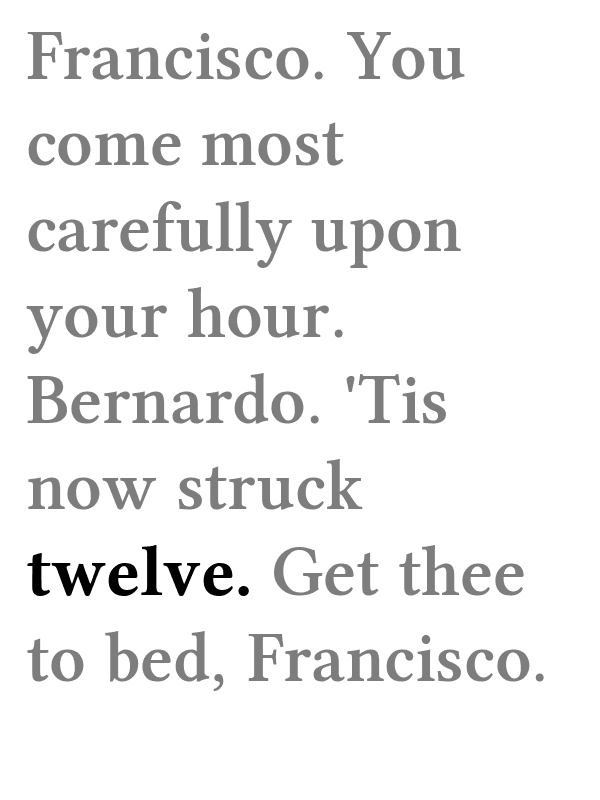 Francisco. You
come most
carefully upon
your hour.
Bernardo. 'Tis
now struck
twelve. Get thee
to bed, Francisco.